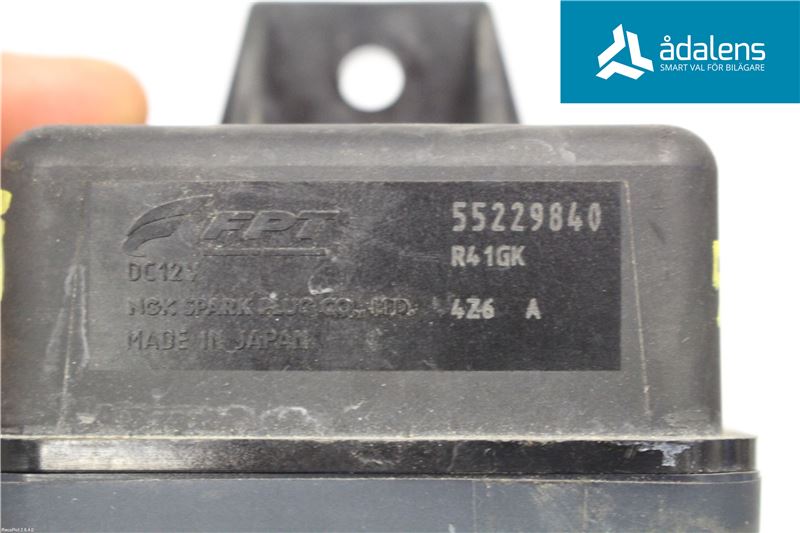 ådalens
SMART VAL FÖR BILÄGARE
FPT
55229840
DC12V
R41GK
NGK SPARK PLUG CO., LTD.
4Z6 A
MADE IN JAPAN